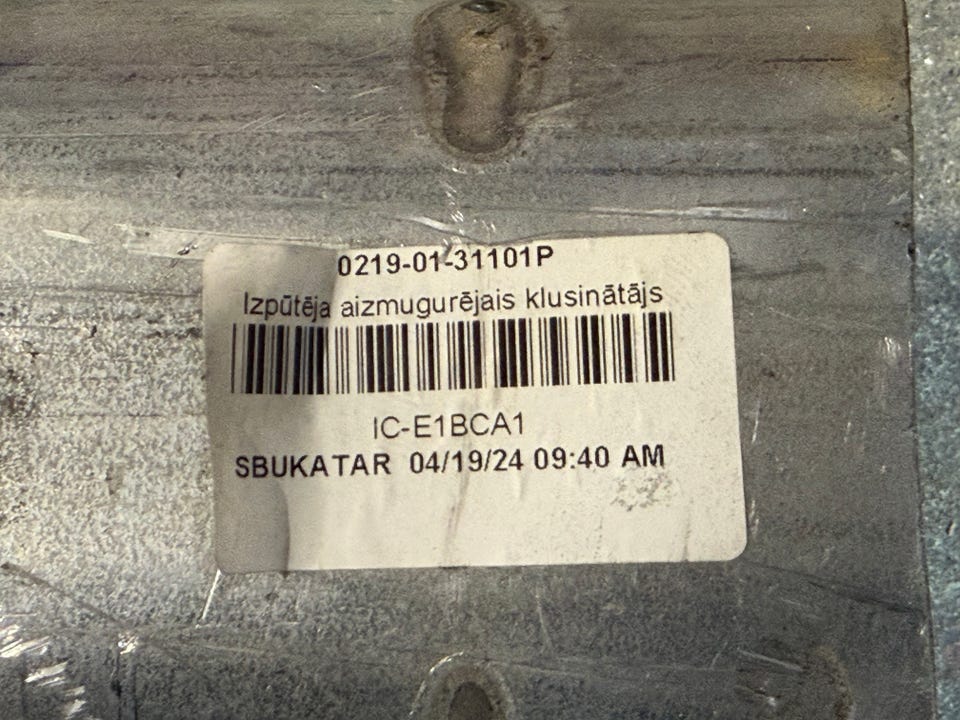 0219-01-31101P
Izpūtēja aizmugurējais klusinātājs
IC-E1BCA1
SBUKATAR 04/19/24 09:40 AM